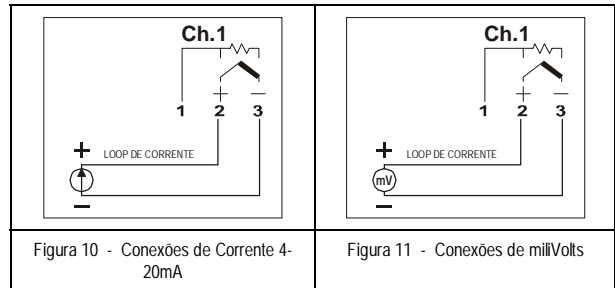 Ch.1
+ −
1 2 3
+ LOOP DE CORRENTE
−
Figura 10 - Conexões de Corrente 4-
20mA
Ch.1
+ −
1 2 3
+ LOOP DE CORRENTE
mV
−
Figura 11 - Conexões de miliVolts